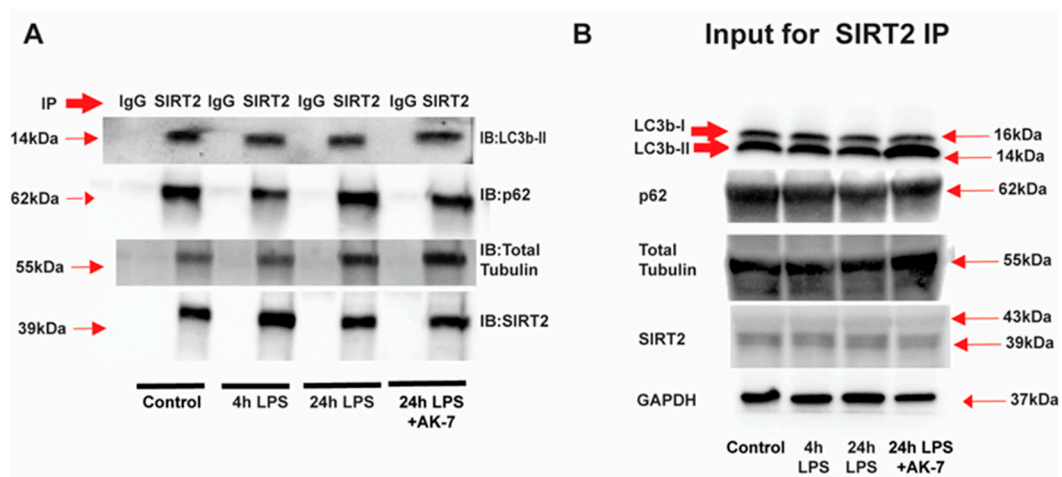 A
IP IgG SIRT2 IgG SIRT2 IgG SIRT2 IgG SIRT2
14kDa IB:LC3b-II
62kDa IB:p62
55kDa IB:Total
Tubulin
39kDa IB:SIRT2
Control 4h LPS 24h LPS 24h LPS
+AK-7
B Input for SIRT2 IP
LC3b-I 16kDa
LC3b-II 14kDa
p62 62kDa
Total
Tubulin 55kDa
43kDa
SIRT2 39kDa
GAPDH 37kDa
Control 4h 24h 24h LPS
LPS LPS +AK-7